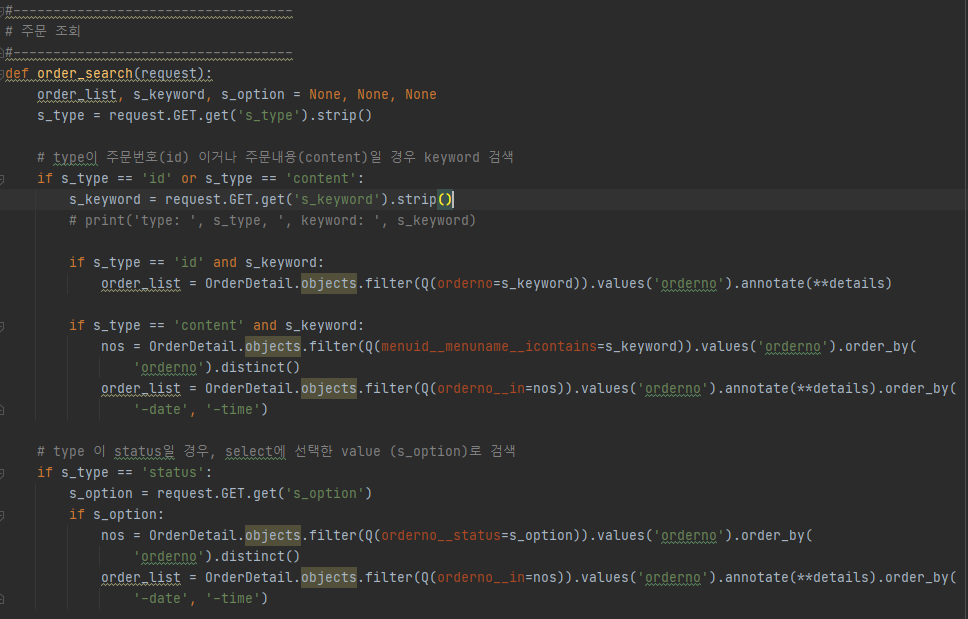 #-----------------------------------
# 주문 조회
#-----------------------------------
def order_search(request):
    order_list, s_keyword, s_option = None, None, None
    s_type = request.GET.get('s_type').strip()
    # type이 주문번호(id) 이거나 주문내용(content)일 경우 keyword 검색
    if s_type == 'id' or s_type == 'content':
        s_keyword = request.GET.get('s_keyword').strip()
        # print('type: ', s_type, ', keyword: ', s_keyword)
        if s_type == 'id' and s_keyword:
            order_list = OrderDetail.objects.filter(Q(orderno=s_keyword)).values('orderno').annotate(**details)
        if s_type == 'content' and s_keyword:
            nos = OrderDetail.objects.filter(Q(menuid__menuname__icontains=s_keyword)).values('orderno').order_by(
                'orderno').distinct()
            order_list = OrderDetail.objects.filter(Q(orderno__in=nos)).values('orderno').annotate(**details).order_by(
                '-date', '-time')
    # type 이 status일 경우, select에 선택한 value (s_option)로 검색
    if s_type == 'status':
        s_option = request.GET.get('s_option')
        if s_option:
            nos = OrderDetail.objects.filter(Q(orderno__status=s_option)).values('orderno').order_by(
                'orderno').distinct()
            order_list = OrderDetail.objects.filter(Q(orderno__in=nos)).values('orderno').annotate(**details).order_by(
                '-date', '-time')